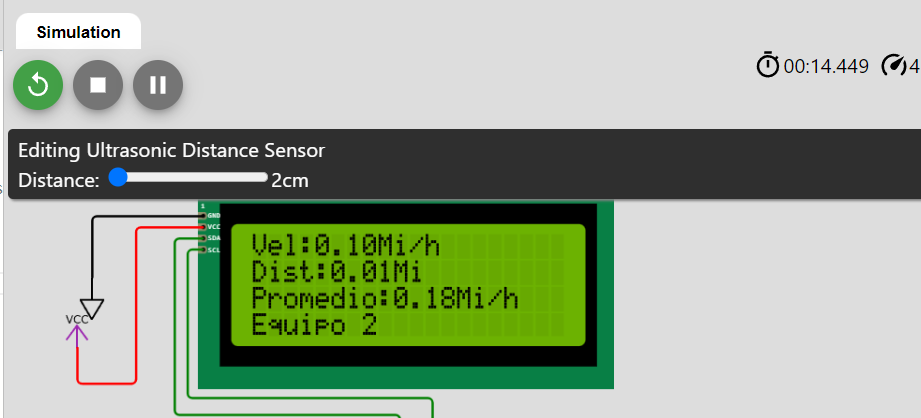 Simulation
00:14.449 4
Editing Ultrasonic Distance Sensor
Distance: 2cm
1
GND
VCC
SDA
SCL
Vel:0.10Mi/h
Dist:0.01Mi
Promedio:0.18Mi/h
Equipo 2
VCC